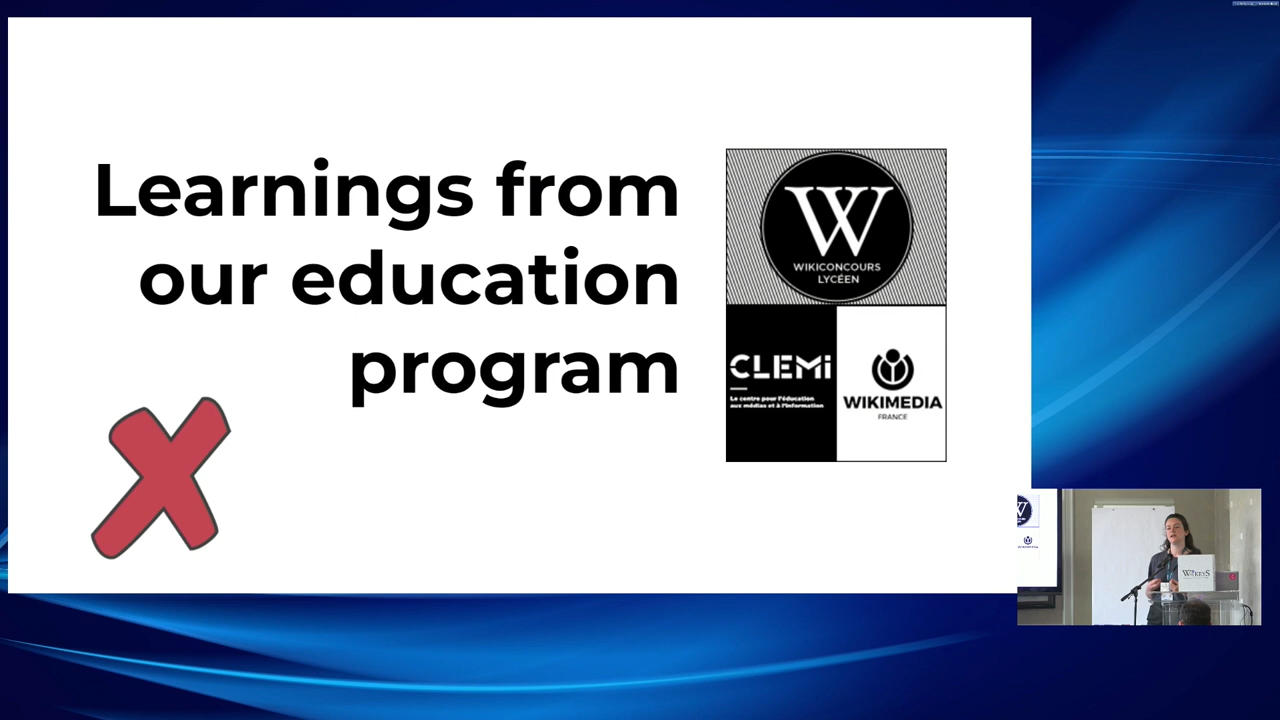 Learnings from
our education
program
WIKICONCOURS
LYCÉEN
CLEMI
Le centre pour l'éducation
aux médias et à l'information
WIKIMEDIA
FRANCE